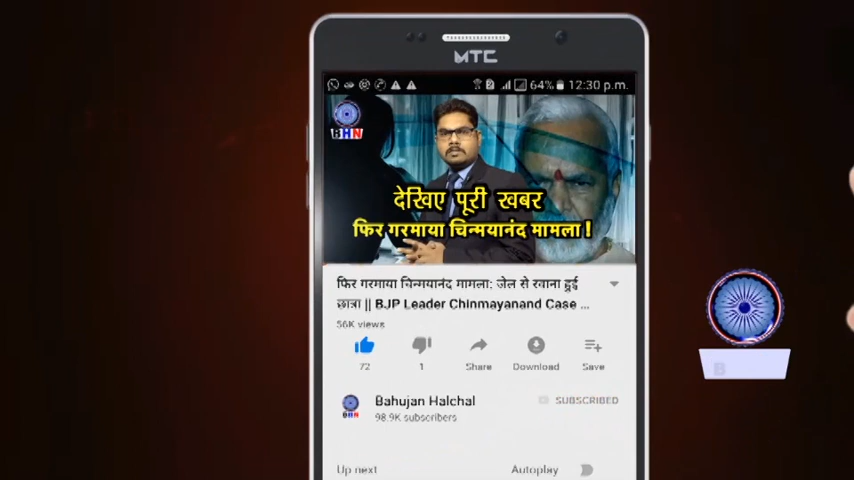 MTC
64% 12:30 p.m.
BHN
देखिए पूरी खबर
फिर गरमाया चिन्मयानंद मामला !
फिर गरमाया चिन्मयानंद मामला: जेल से रवाना हुई
छात्रा || BJP Leader Chinmayanand Case ...
56K views
72
1
Share
Download
Save
Bahujan Halchal
SUBSCRIBED
98.9K subscribers
BHN
Up next
Autoplay
B